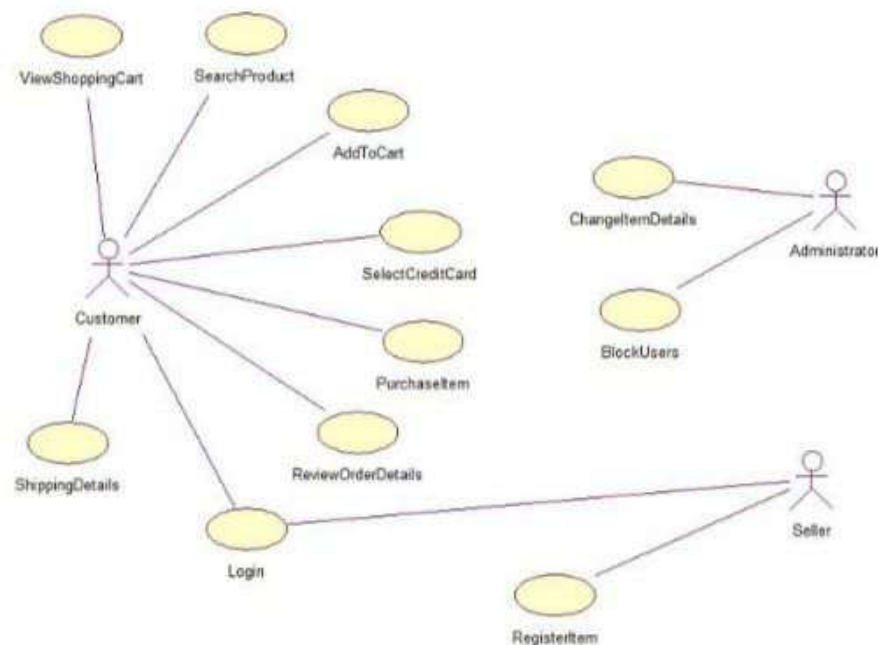 ViewShoppingCart
SearchProduct
AddToCart
ChangeItemDetails
Administrator
SelectCreditCard
Customer
BlockUsers
PurchaseItem
ShippingDetails
ReviewOrderDetails
Seller
Login
RegisterItem